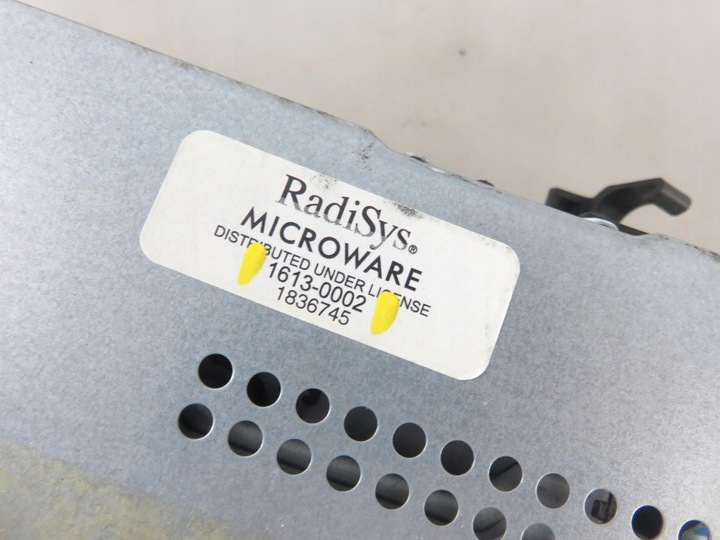 RadiSys®
MICROWARE
DISTRIBUTED UNDER LICENSE
1613-0002
1836745